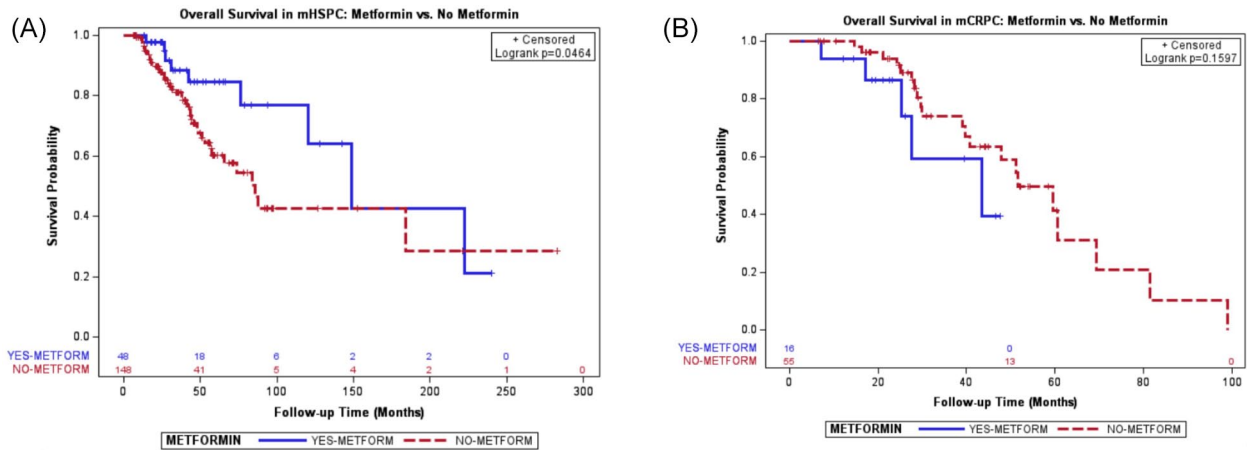 (A)
Overall Survival in mHSPC: Metformin vs. No Metformin
+ Censored
Logrank p=0.0464
1.0
0.8
0.6
0.4
0.2
0.0
Survival Probability
YES-METFORM 48 18 6 2 2 0
NO-METFORM 148 41 5 4 2 1 0
0 50 100 150 200 250 300
Follow-up Time (Months)
METFORMIN YES-METFORM NO-METFORM
(B)
Overall Survival in mCRPC: Metformin vs. No Metformin
+ Censored
Logrank p=0.1597
1.0
0.8
0.6
0.4
0.2
0.0
Survival Probability
YES-METFORM 16 0
NO-METFORM 55 13 0
0 20 40 60 80 100
Follow-up Time (Months)
METFORMIN YES-METFORM NO-METFORM